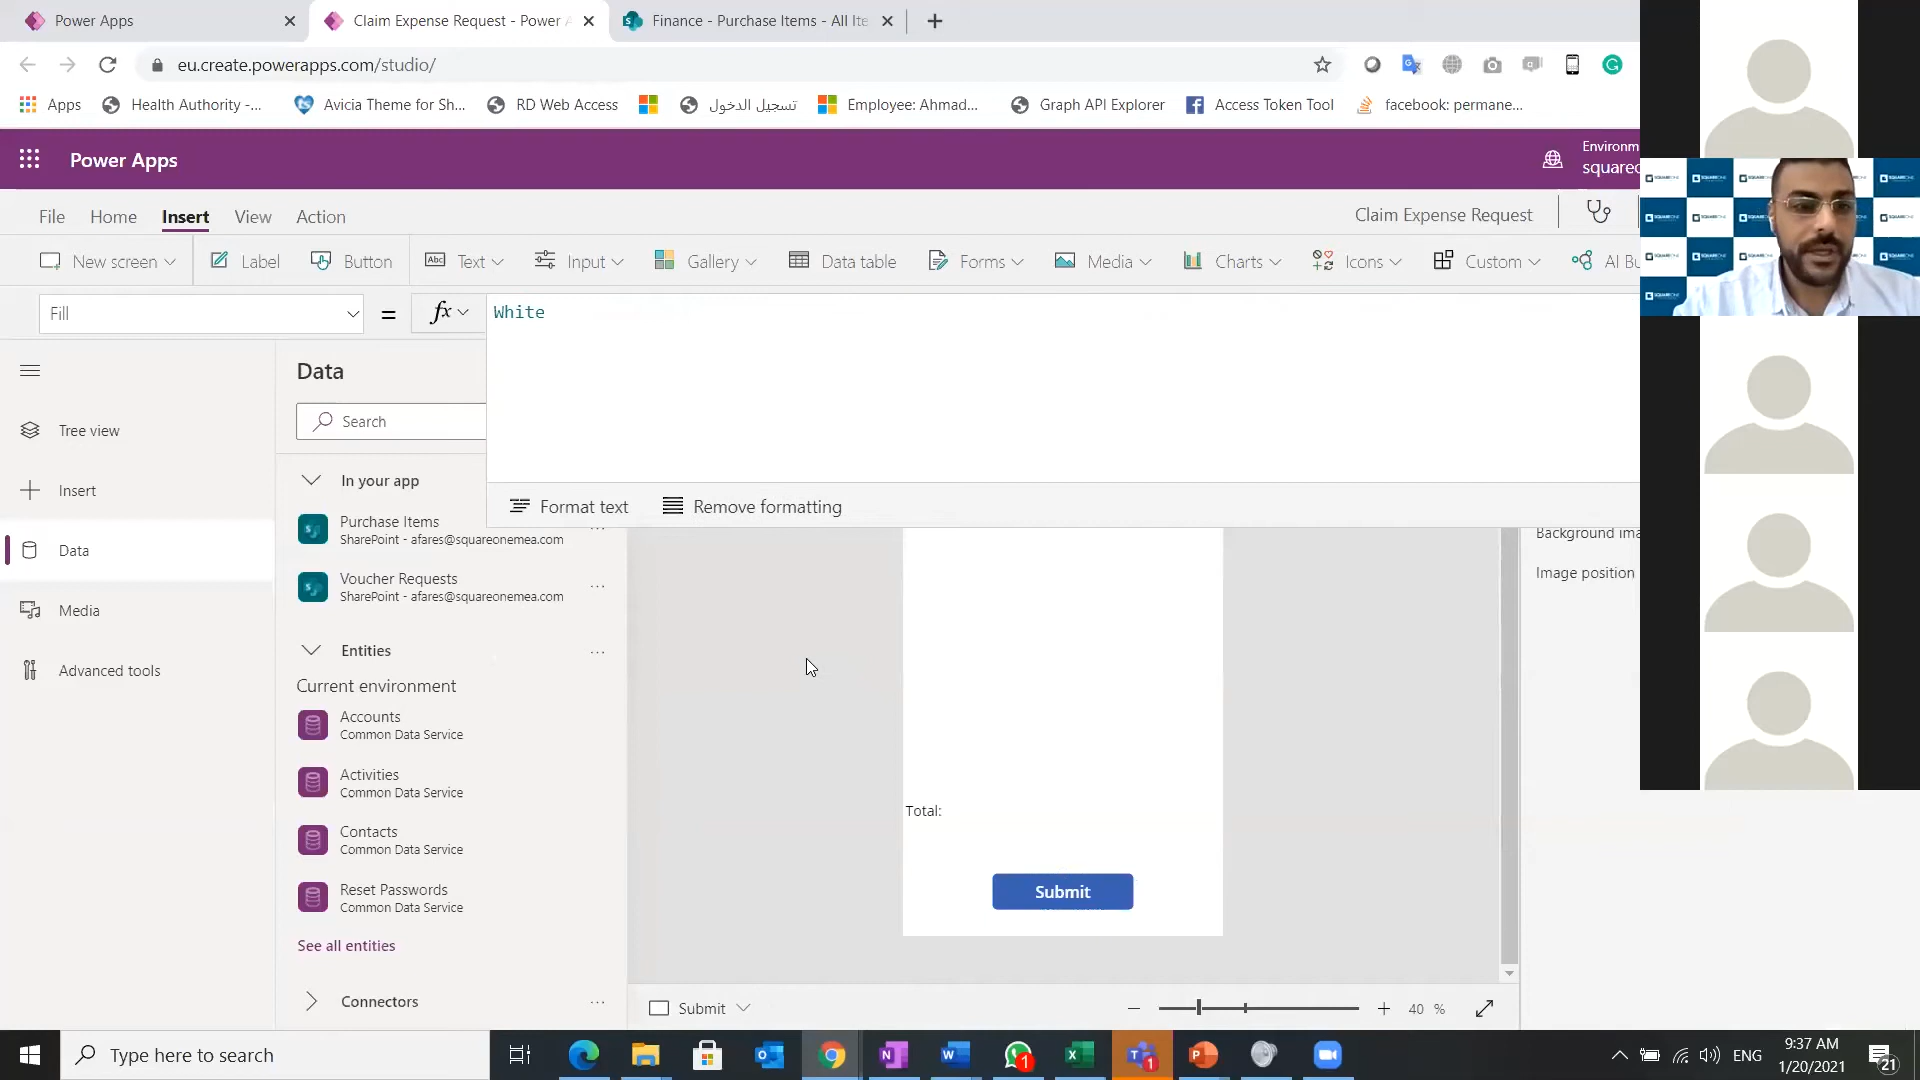 Power Apps
Claim Expense Request - Power A
Finance - Purchase Items - All Ite
eu.create.powerapps.com/studio/
Apps
Health Authority -...
Avicia Theme for Sh...
RD Web Access
تسجيل الدخول
Employee: Ahmad...
Graph API Explorer
Access Token Tool
facebook: permane...
Power Apps
Environm
squareo
File
Home
Insert
View
Action
Claim Expense Request
New screen
Label
Button
Text
Input
Gallery
Data table
Forms
Media
Charts
Icons
Custom
AI Bu
Fill
=
fx
White
Format text
Remove formatting
Tree view
Insert
Data
Media
Advanced tools
Data
Search
In your app
Purchase Items
SharePoint - afares@squareonemea.com
Voucher Requests
SharePoint - afares@squareonemea.com
Entities
Current environment
Accounts
Common Data Service
Activities
Common Data Service
Contacts
Common Data Service
Reset Passwords
Common Data Service
See all entities
Connectors
Total:
Submit
Background ima
Image position
Submit
40 %
Type here to search
1
1
ENG
9:37 AM
1/20/2021
21